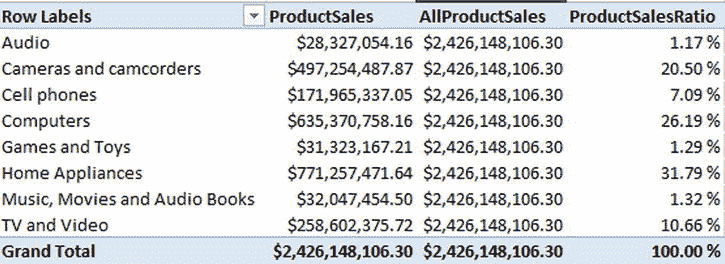 Row Labels ProductSales AllProductSales ProductSalesRatio
Audio $28,327,054.16 $2,426,148,106.30 1.17 %
Cameras and camcorders $497,254,487.87 $2,426,148,106.30 20.50 %
Cell phones $171,965,337.05 $2,426,148,106.30 7.09 %
Computers $635,370,758.16 $2,426,148,106.30 26.19 %
Games and Toys $31,323,167.21 $2,426,148,106.30 1.29 %
Home Appliances $771,257,471.64 $2,426,148,106.30 31.79 %
Music, Movies and Audio Books $32,047,454.50 $2,426,148,106.30 1.32 %
TV and Video $258,602,375.72 $2,426,148,106.30 10.66 %
Grand Total $2,426,148,106.30 $2,426,148,106.30 100.00 %